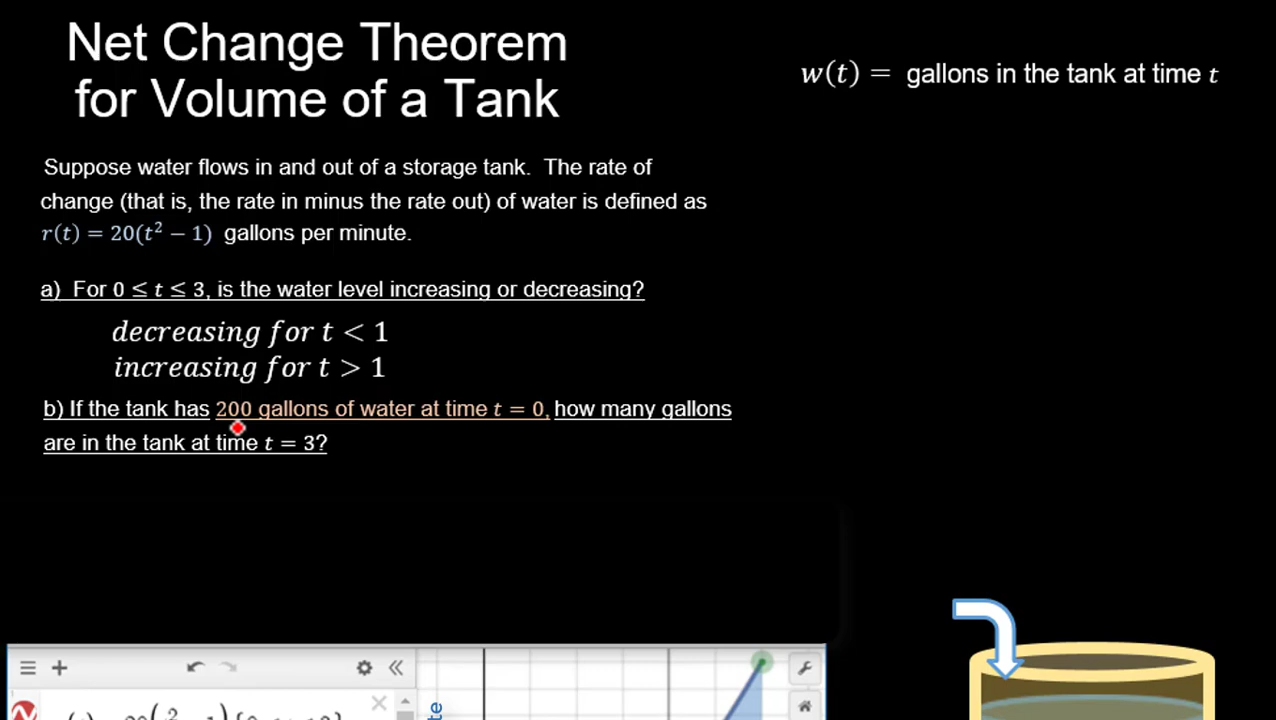 Net Change Theorem
for Volume of a Tank
w(t) = gallons in the tank at time t
Suppose water flows in and out of a storage tank. The rate of
change (that is, the rate in minus the rate out) of water is defined as
r(t) = 20(t² − 1) gallons per minute.
a) For 0 ≤ t ≤ 3, is the water level increasing or decreasing?
decreasing for t < 1
increasing for t > 1
b) If the tank has 200 gallons of water at time t = 0, how many gallons
are in the tank at time t = 3?